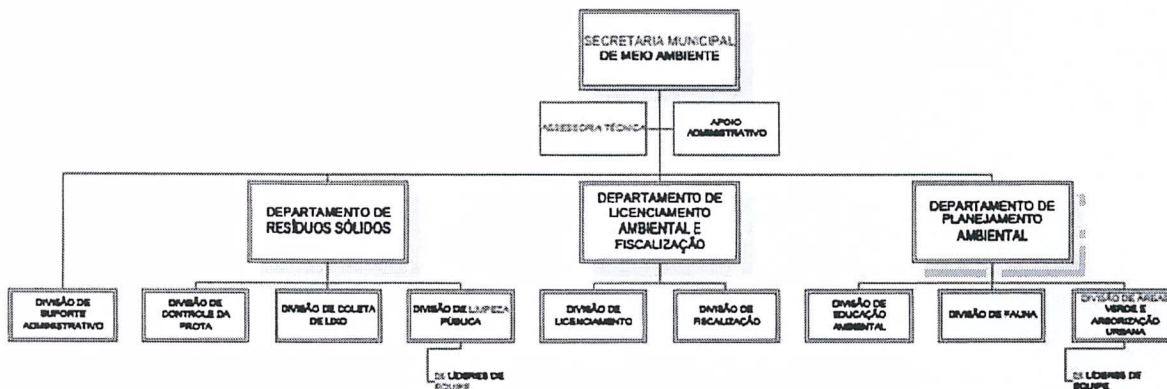 SECRETARIA MUNICIPAL
DE MEIO AMBIENTE
ASSESSORIA TÉCNICA
APOIO
ADMINISTRATIVO
DEPARTAMENTO DE
RESÍDUOS SÓLIDOS
DEPARTAMENTO DE
LICENCIAMENTO
AMBIENTAL E
FISCALIZAÇÃO
DEPARTAMENTO DE
PLANEJAMENTO
AMBIENTAL
DIVISÃO DE
SUPORTE
ADMINISTRATIVO
DIVISÃO DE
CONTROLE DA
FROTA
DIVISÃO DE COLETA
DE LIXO
DIVISÃO DE LIMPEZA
PÚBLICA
DIVISÃO DE
LICENCIAMENTO
DIVISÃO DE
FISCALIZAÇÃO
DIVISÃO DE
EDUCAÇÃO
AMBIENTAL
DIVISÃO DE FAUNA
DIVISÃO DE ÁREAS
VERDE E
ARBORIZAÇÃO
URBANA
LÍDERES DE
EQUIPE
LÍDERES DE
EQUIPE